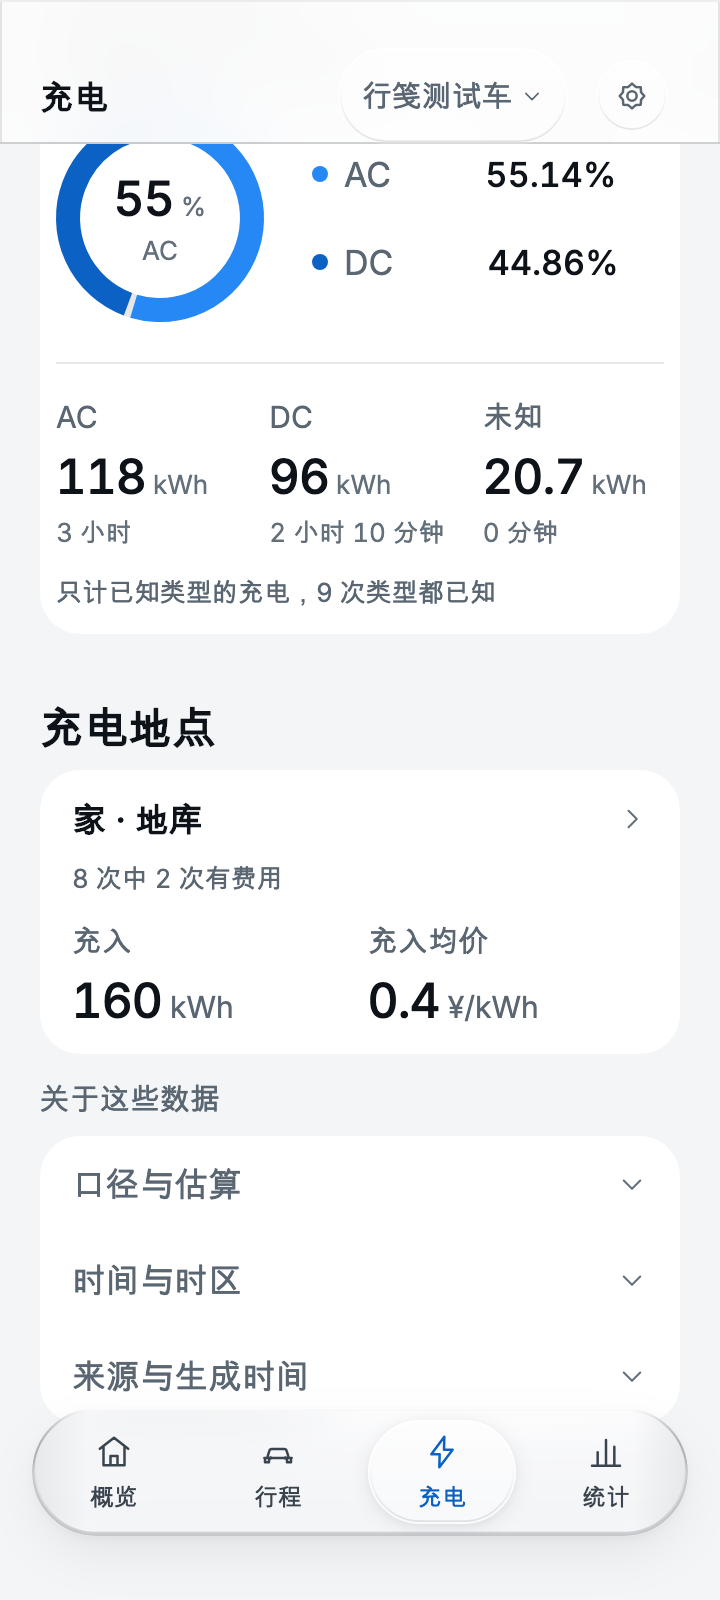 充电
行笺测试车
55 %
AC
AC 55.14%
DC 44.86%
AC DC 未知
118 kWh 96 kWh 20.7 kWh
3 小时 2 小时 10 分钟 0 分钟
只计已知类型的充电，9 次类型都已知
充电地点
家 · 地库
8 次中 2 次有费用
充入 充入均价
160 kWh 0.4 ¥/kWh
关于这些数据
口径与估算
时间与时区
来源与生成时间
概览 行程 充电 统计